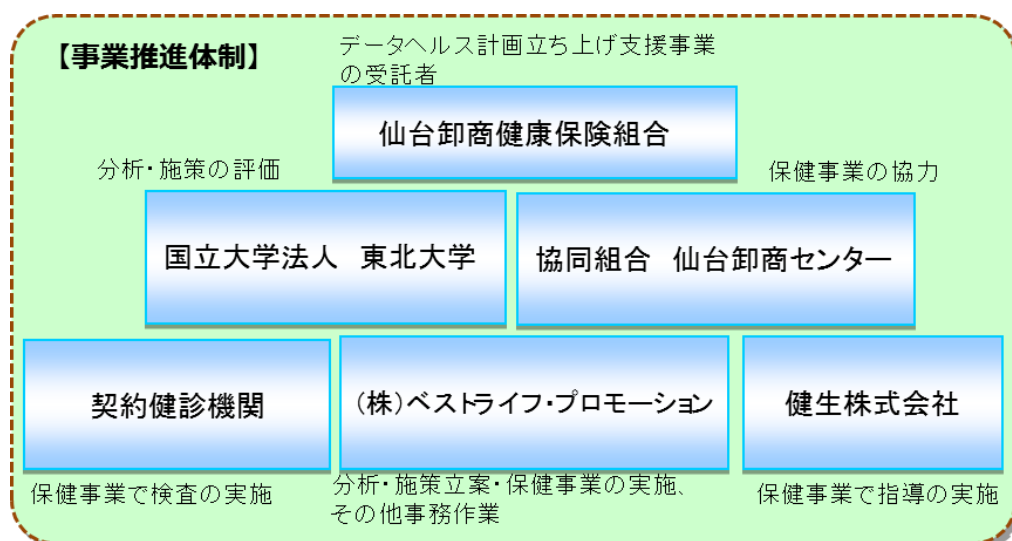 【事業推進体制】
データヘルス計画立ち上げ支援事業
の受託者
仙台卸商健康保険組合
分析・施策の評価
保健事業の協力
国立大学法人　東北大学
協同組合　仙台卸商センター
契約健診機関
（株）ベストライフ・プロモーション
健生株式会社
保健事業で検査の実施
分析・施策立案・保健事業の実施、
その他事務作業
保健事業で指導の実施